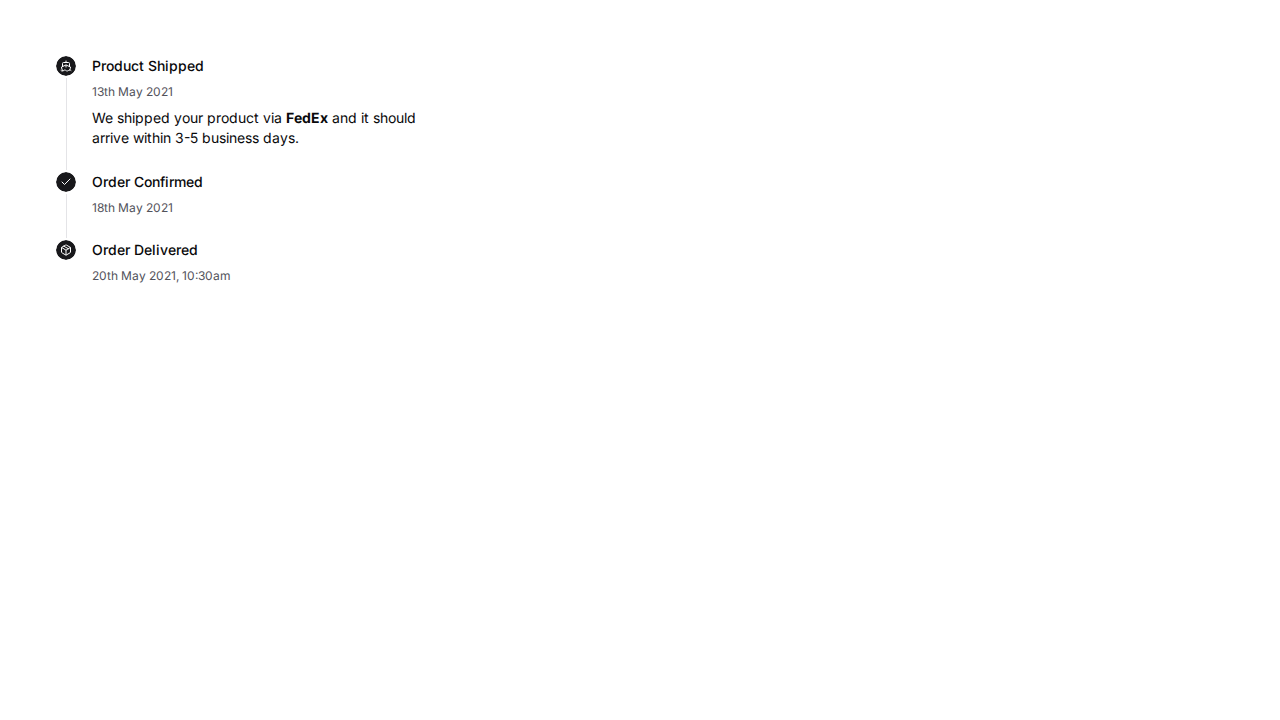 Product Shipped
13th May 2021
We shipped your product via FedEx and it should
arrive within 3-5 business days.
Order Confirmed
18th May 2021
Order Delivered
20th May 2021, 10:30am